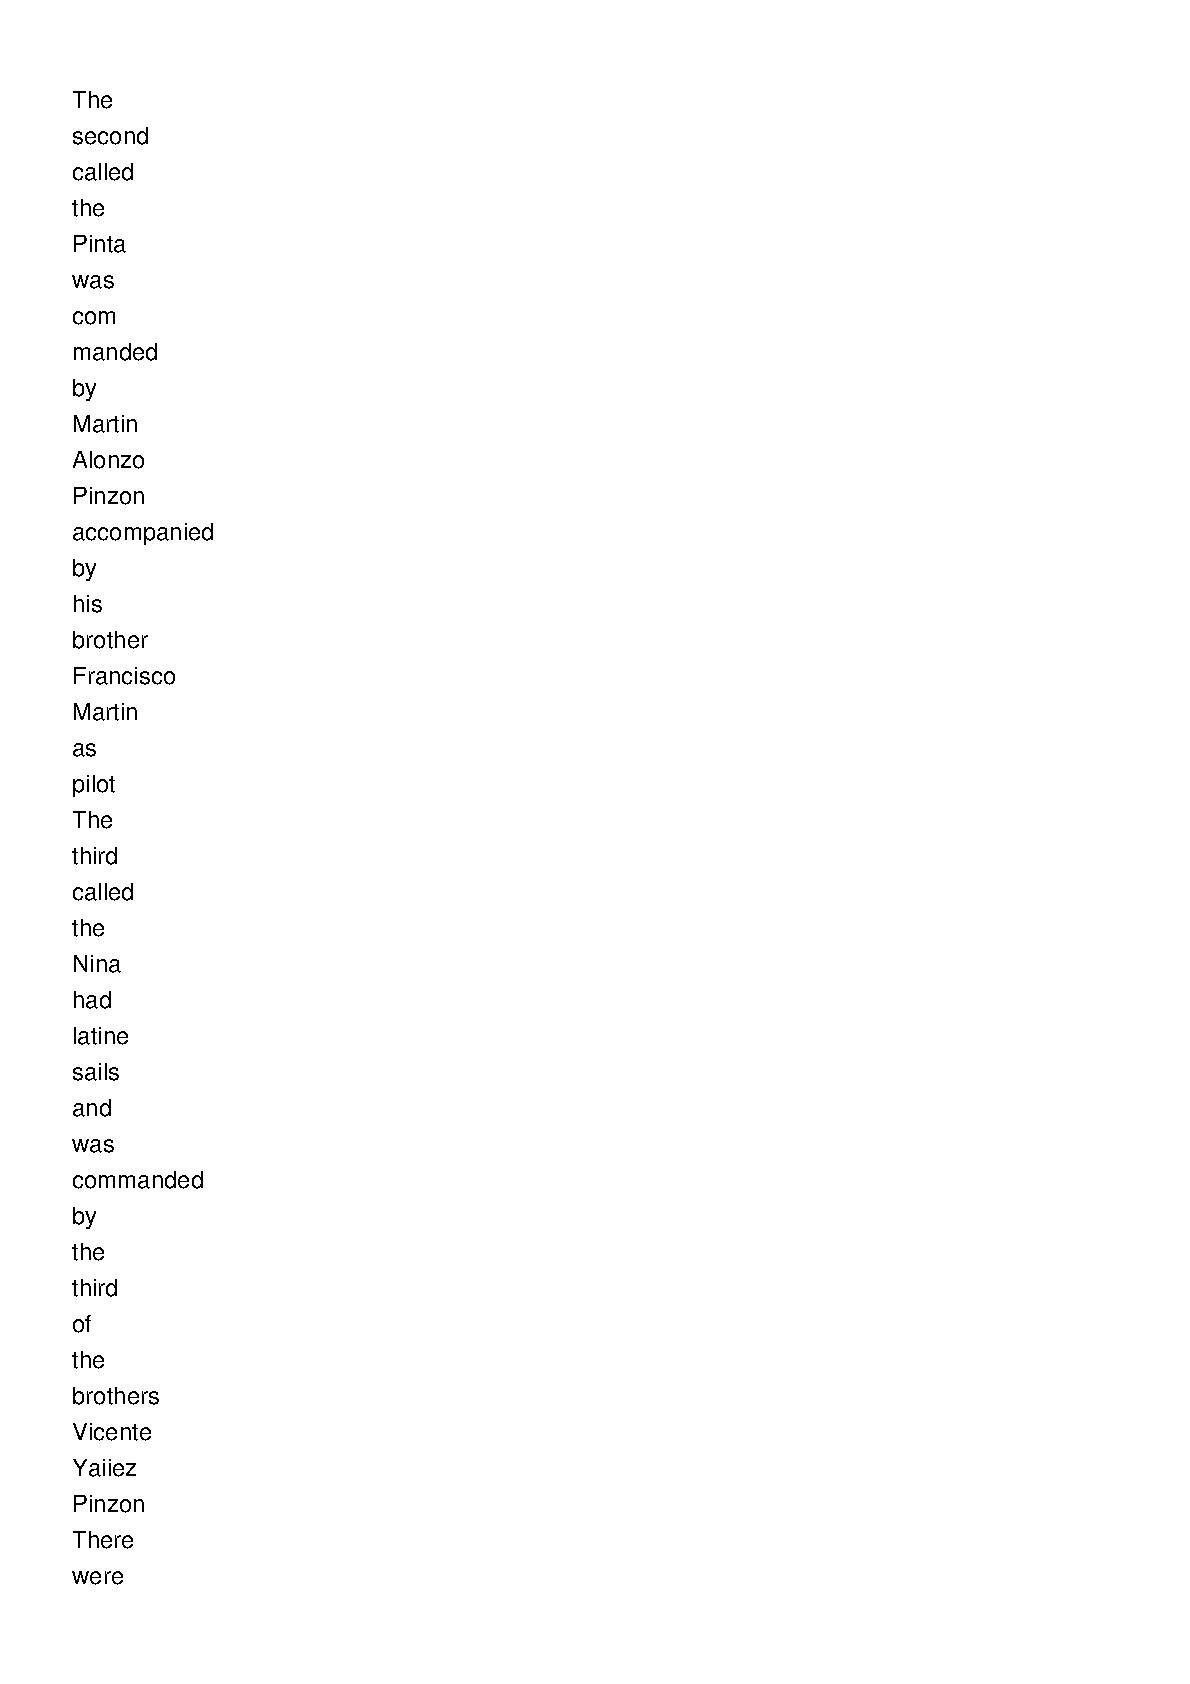 The
second
called
the
Pinta
was
com
manded
by
Martin
Alonzo
Pinzon
accompanied
by
his
brother
Francisco
Martin
as
pilot
The
third
called
the
Nina
had
latine
sails
and
was
commanded
by
the
third
of
the
brothers
Vicente
Yaiiez
Pinzon
There
were